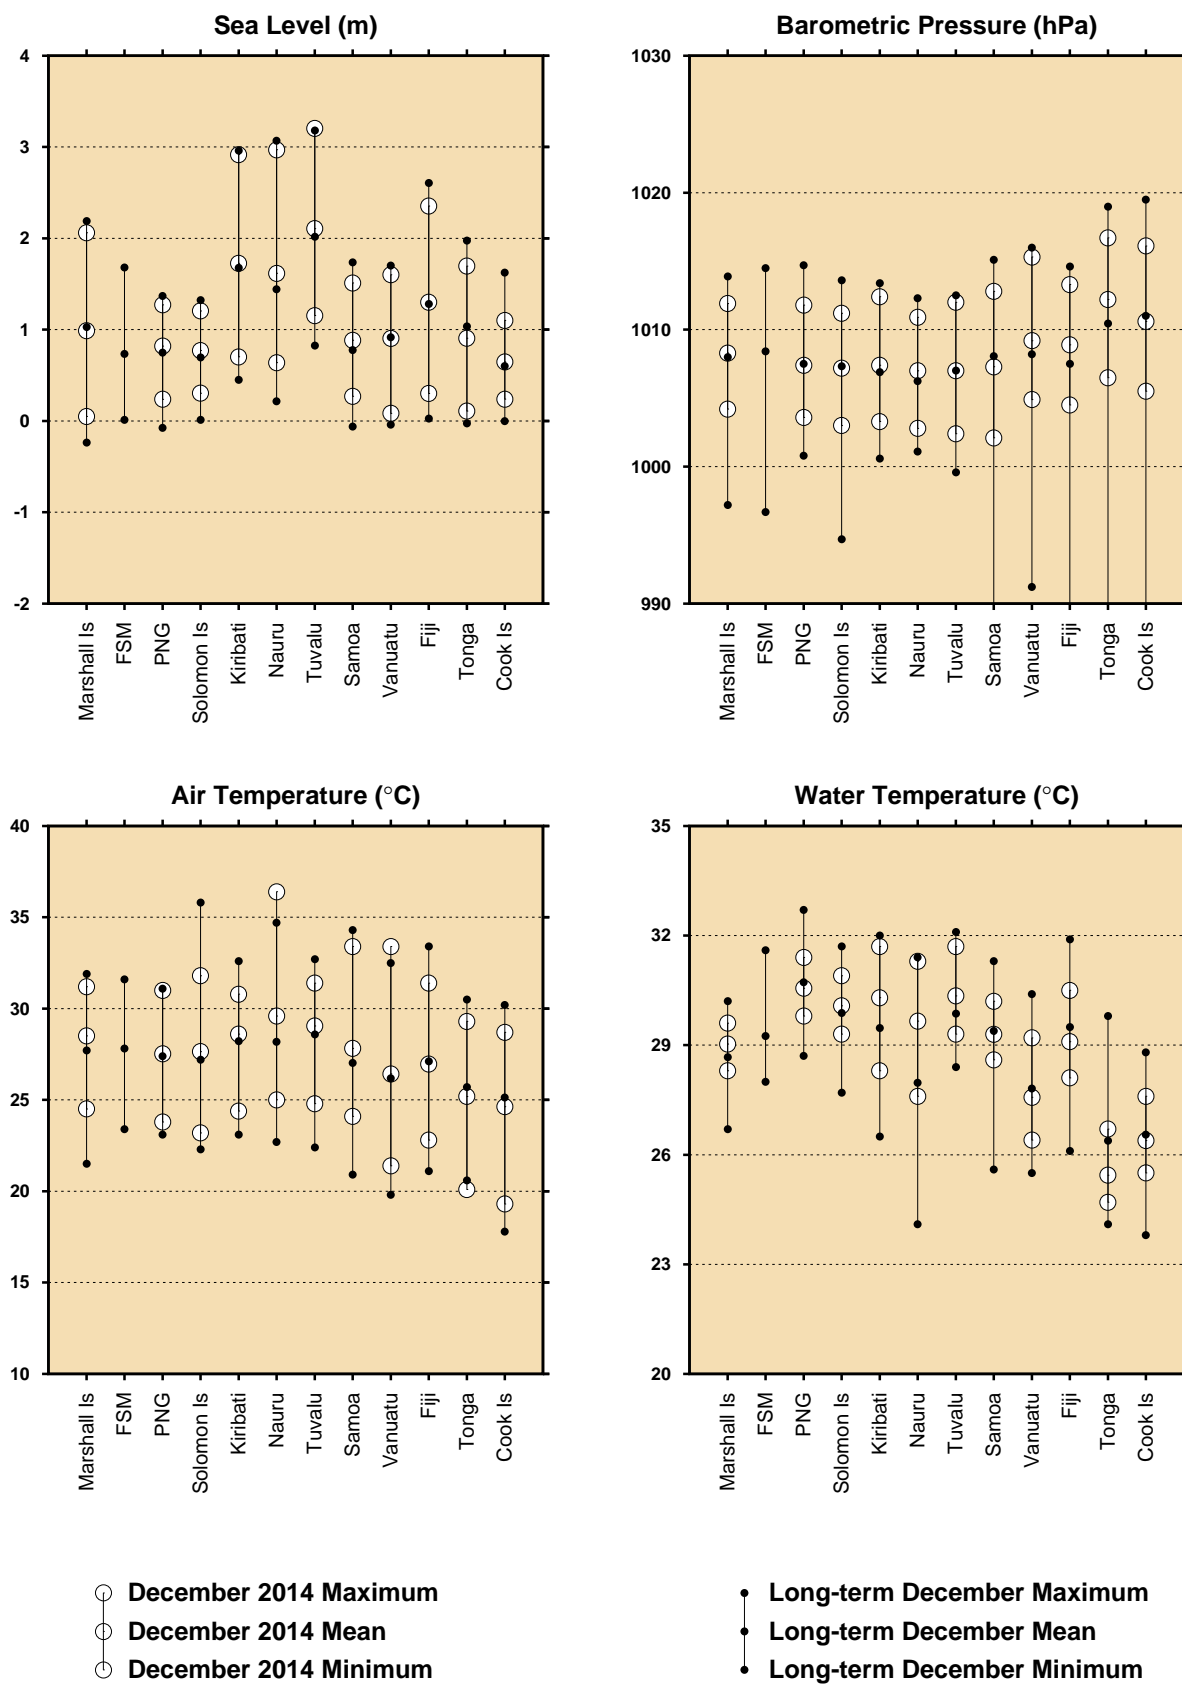 Sea Level (m)
4
3
2
1
0
-1
-2
Marshall Is
FSM
PNG
Solomon Is
Kiribati
Nauru
Tuvalu
Samoa
Vanuatu
Fiji
Tonga
Cook Is
Barometric Pressure (hPa)
1030
1020
1010
1000
990
Marshall Is
FSM
PNG
Solomon Is
Kiribati
Nauru
Tuvalu
Samoa
Vanuatu
Fiji
Tonga
Cook Is
Air Temperature (°C)
40
35
30
25
20
15
10
Marshall Is
FSM
PNG
Solomon Is
Kiribati
Nauru
Tuvalu
Samoa
Vanuatu
Fiji
Tonga
Cook Is
Water Temperature (°C)
35
32
29
26
23
20
Marshall Is
FSM
PNG
Solomon Is
Kiribati
Nauru
Tuvalu
Samoa
Vanuatu
Fiji
Tonga
Cook Is
December 2014 Maximum
December 2014 Mean
December 2014 Minimum
Long-term December Maximum
Long-term December Mean
Long-term December Minimum